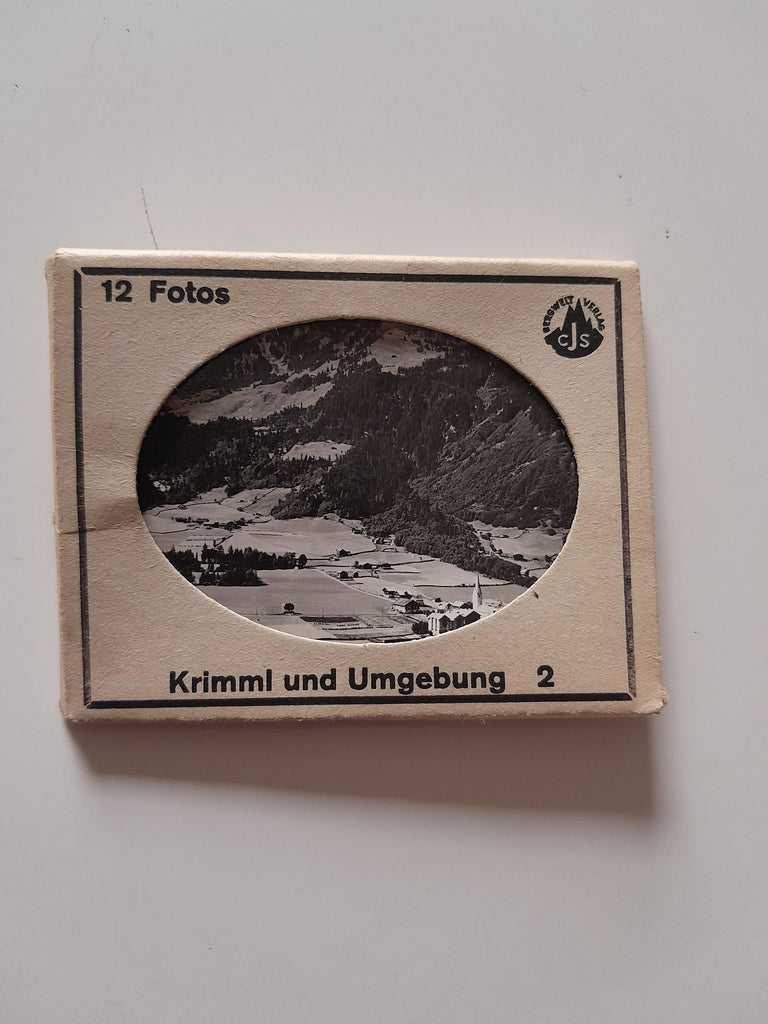 12 Fotos
BERGWELT VERLAG
CJS
Krimml und Umgebung 2